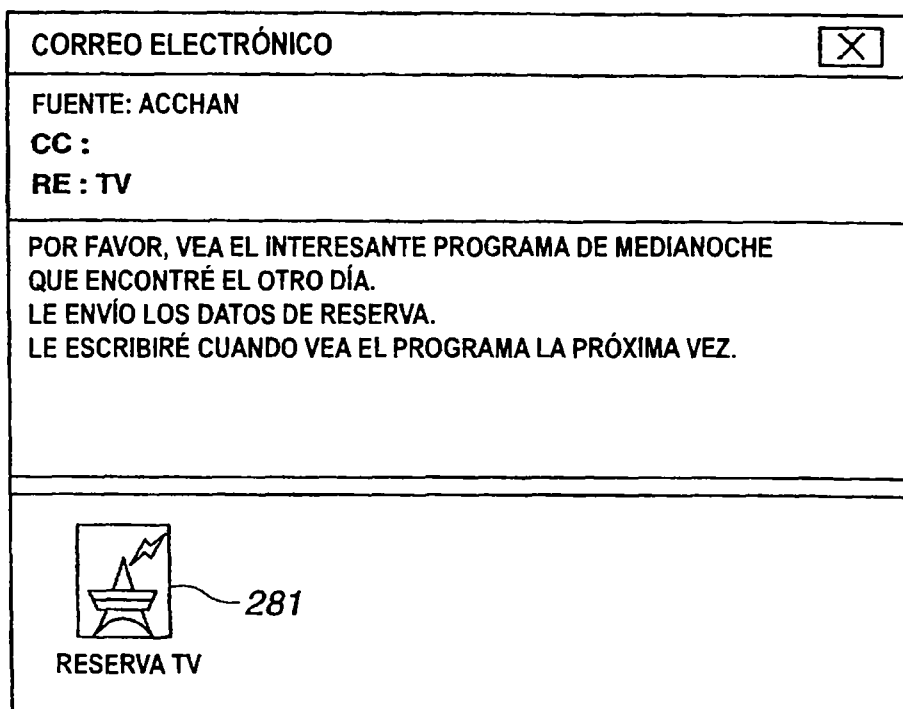 CORREO ELECTRÓNICO
FUENTE: ACCHAN
CC :
RE : TV
POR FAVOR, VEA EL INTERESANTE PROGRAMA DE MEDIANOCHE
QUE ENCONTRÉ EL OTRO DÍA.
LE ENVÍO LOS DATOS DE RESERVA.
LE ESCRIBIRÉ CUANDO VEA EL PROGRAMA LA PRÓXIMA VEZ.
281
RESERVA TV